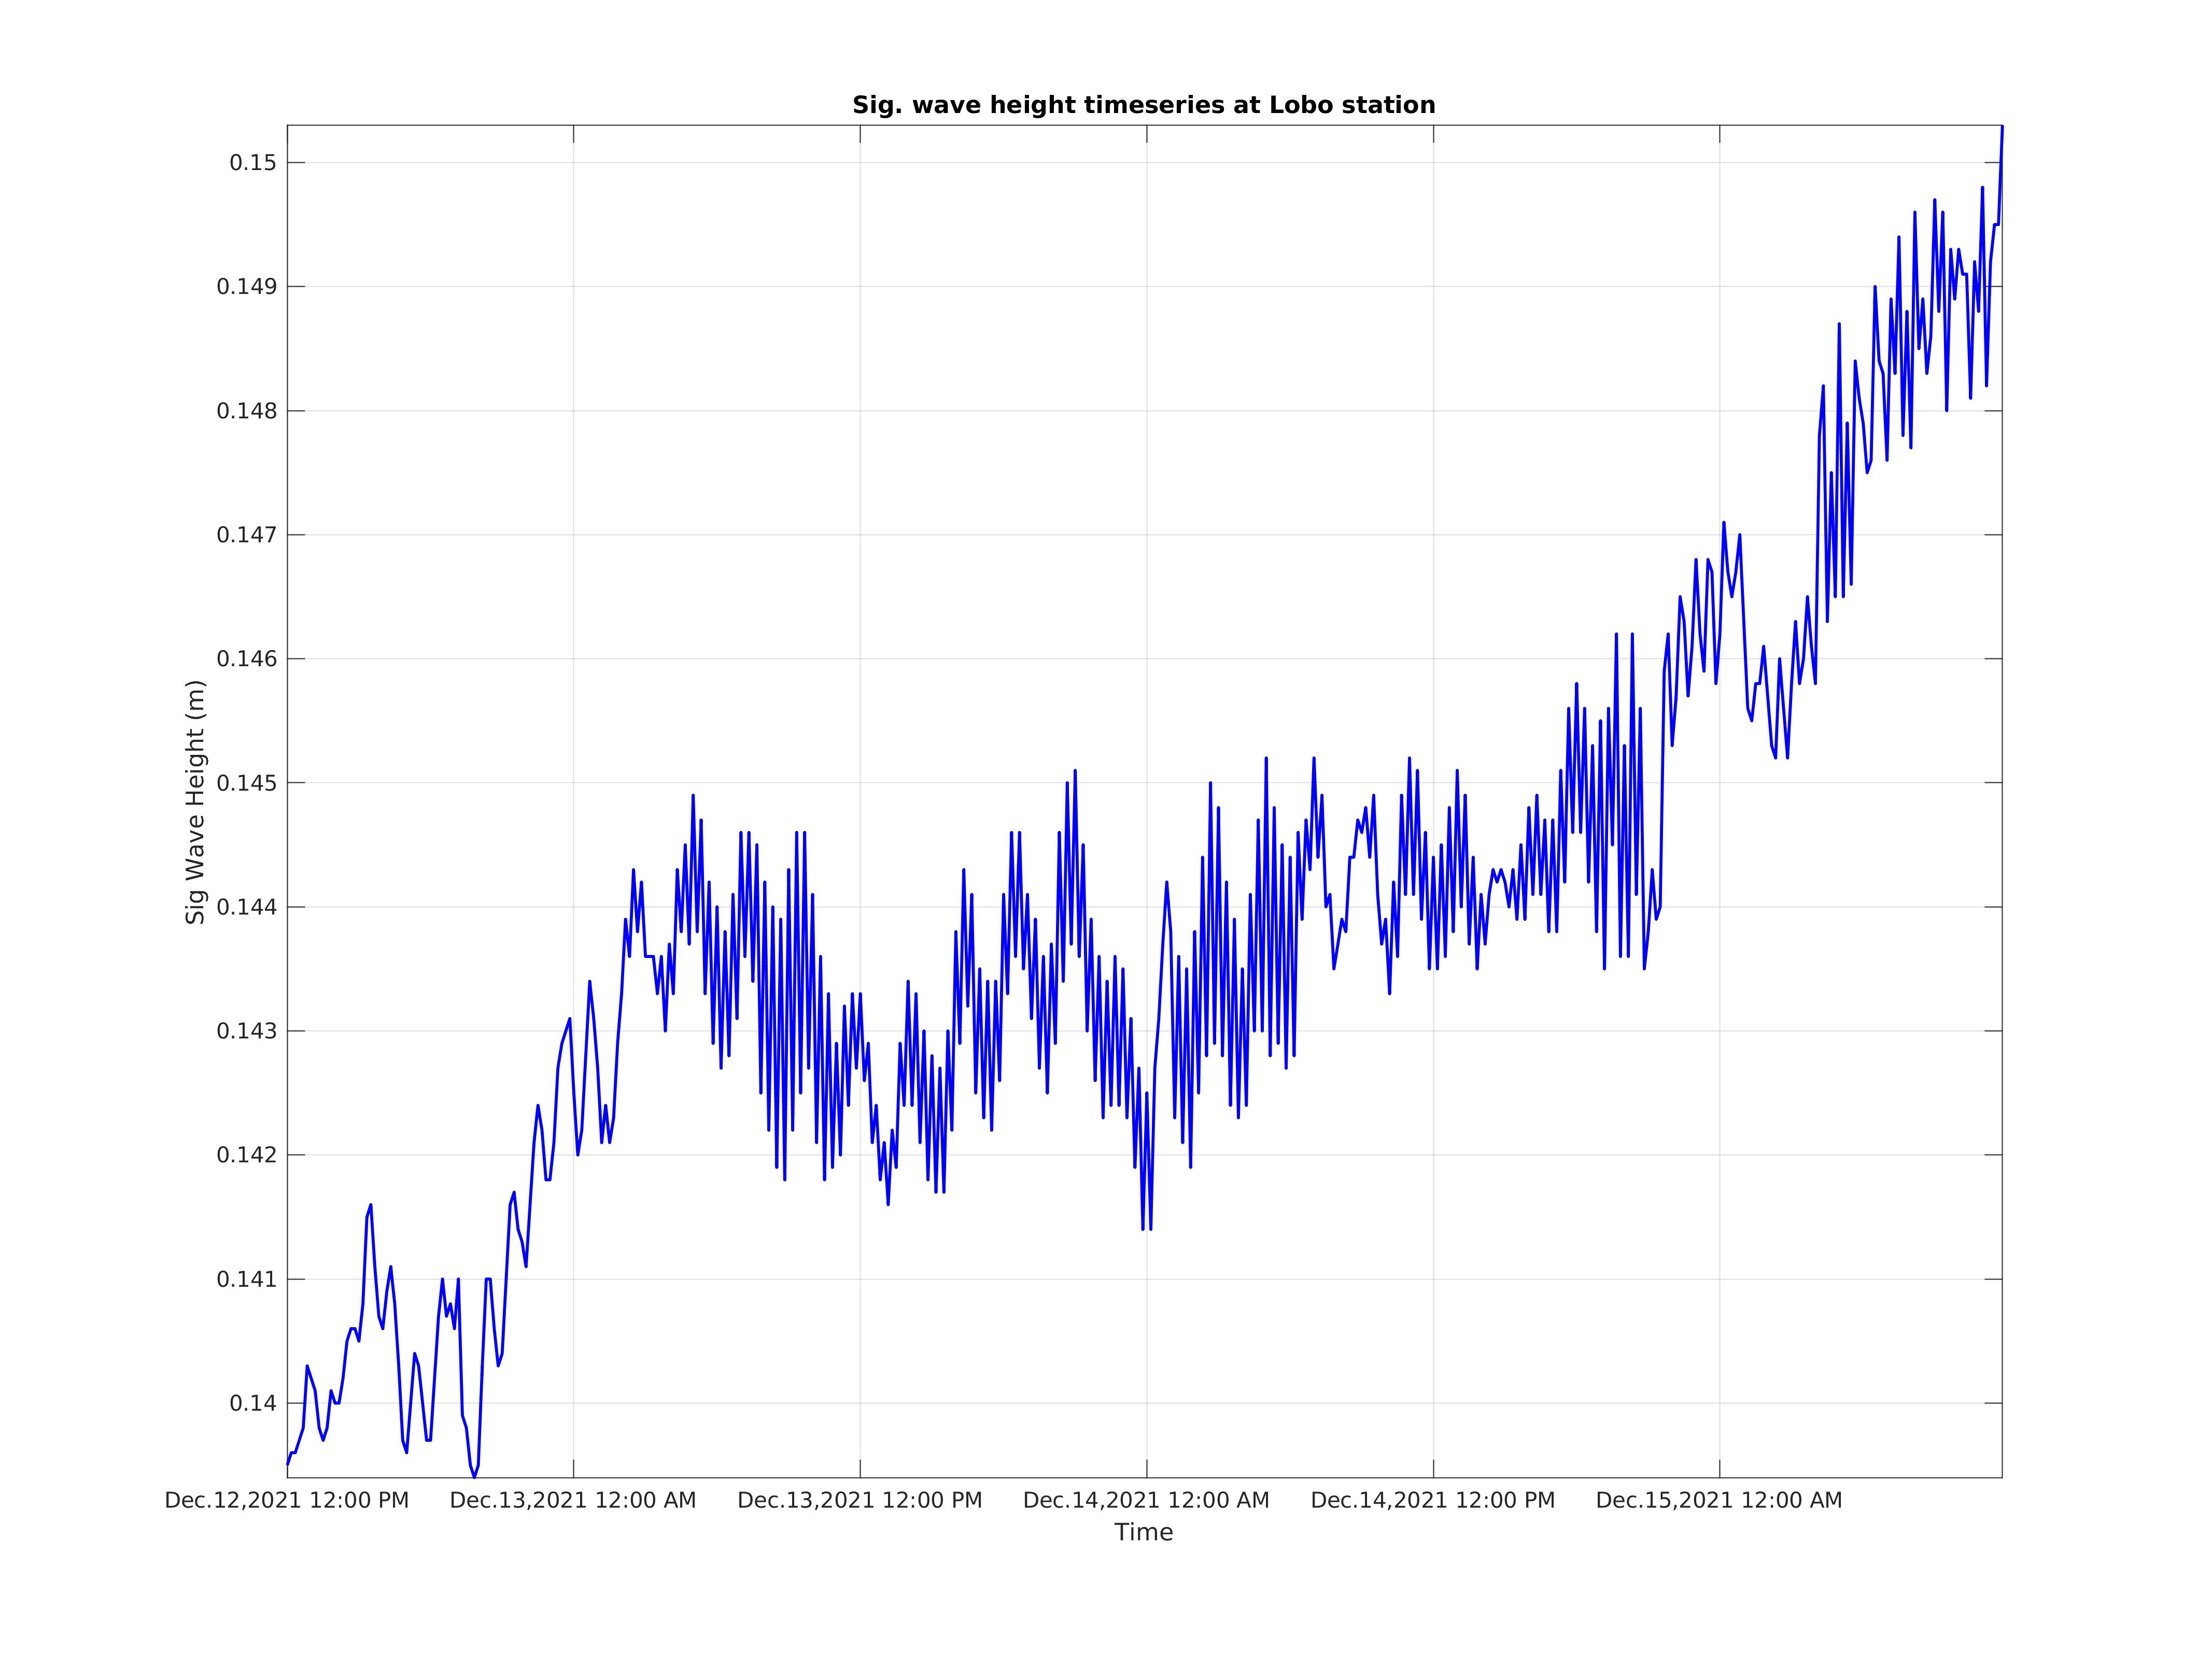 Sig. wave height timeseries at Lobo station
0.15
0.149
0.148
0.147
0.146
0.145
0.144
0.143
0.142
0.141
0.14
Sig Wave Height (m)
Dec.12,2021 12:00 PM Dec.13,2021 12:00 AM Dec.13,2021 12:00 PM Dec.14,2021 12:00 AM Dec.14,2021 12:00 PM Dec.15,2021 12:00 AM
Time